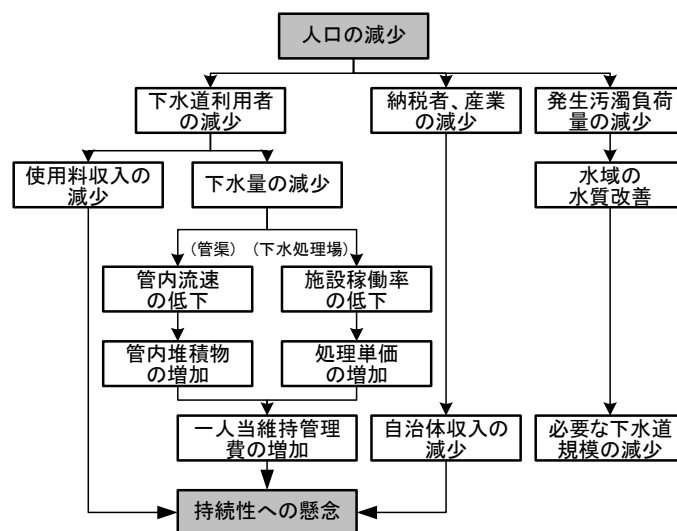 人口の減少
下水道利用者
の減少
納税者、産業
の減少
発生汚濁負荷
量の減少
使用料収入の
減少
下水量の減少
水域の
水質改善
（管渠）
（下水処理場）
管内流速
の低下
施設稼働率
の低下
管内堆積物
の増加
処理単価
の増加
一人当維持管理
費の増加
自治体収入の
減少
必要な下水道
規模の減少
持続性への懸念